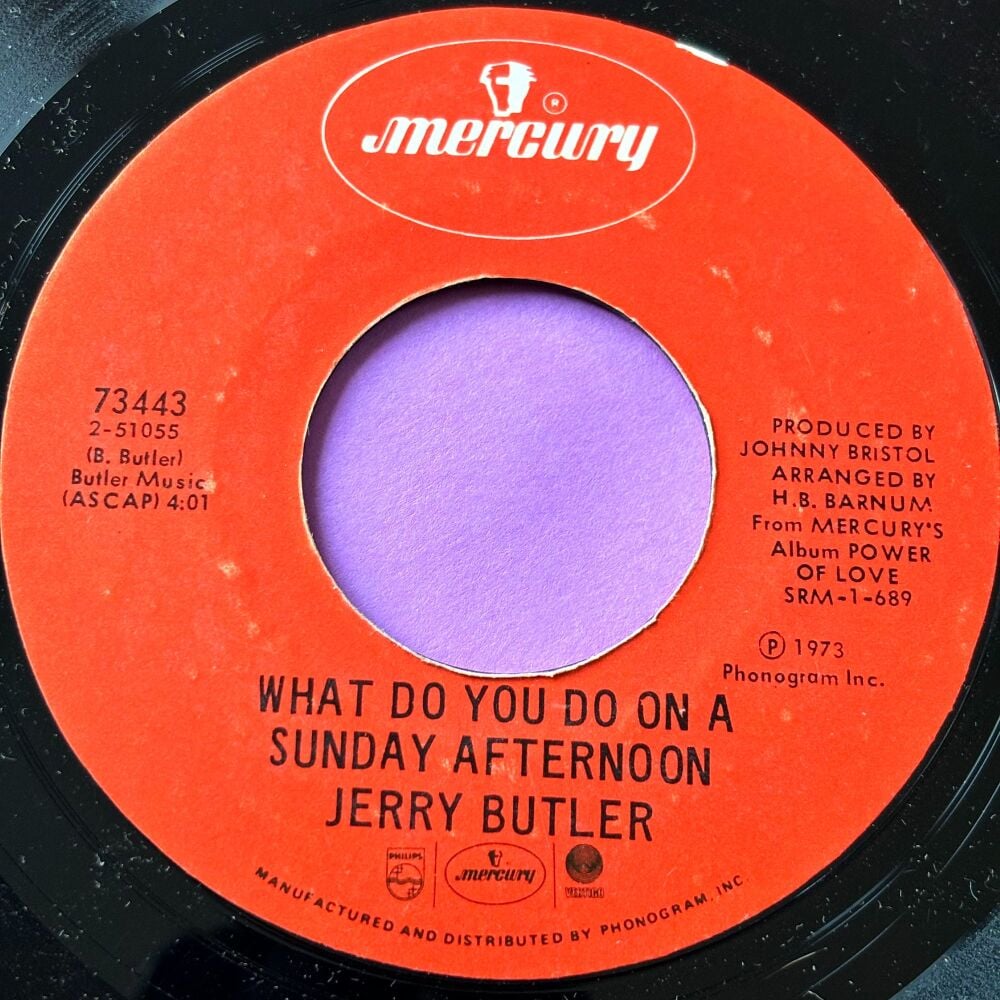 ®
mercury
73443
2-51055
(B. Butler)
Butler Music
(ASCAP) 4:01
PRODUCED BY
JOHNNY BRISTOL
ARRANGED BY
H.B. BARNUM
From MERCURY'S
Album POWER
OF LOVE
SRM-1-689
Ⓟ 1973
Phonogram Inc.
WHAT DO YOU DO ON A
SUNDAY AFTERNOON
JERRY BUTLER
PHILIPS
mercury
VERTIGO
MANUFACTURED AND DISTRIBUTED BY PHONOGRAM, INC.